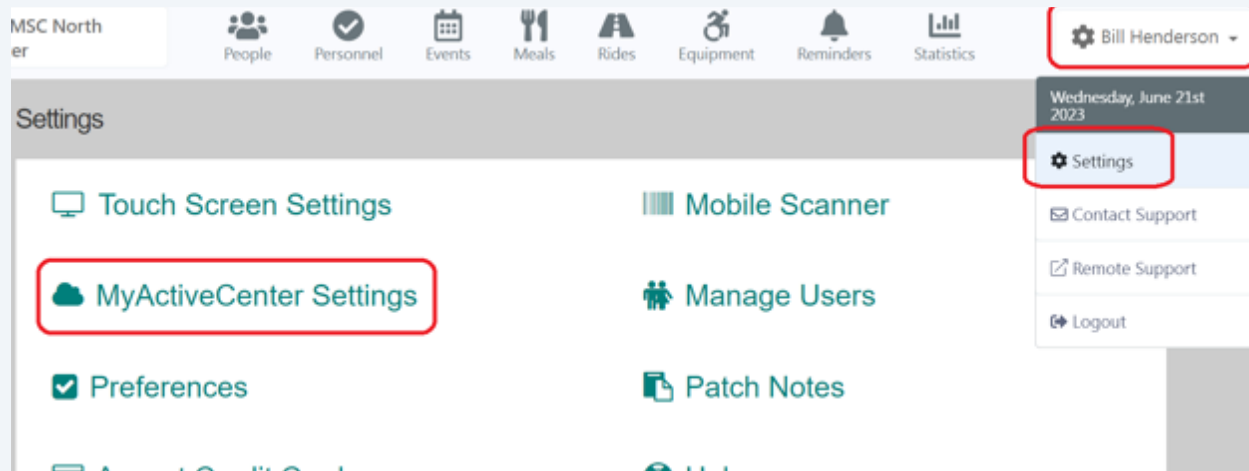 MSC North
er
People
Personnel
Events
Meals
Rides
Equipment
Reminders
Statistics
Bill Henderson
Settings
Wednesday, June 21st
2023
Settings
Contact Support
Remote Support
Logout
Touch Screen Settings
Mobile Scanner
MyActiveCenter Settings
Manage Users
Preferences
Patch Notes